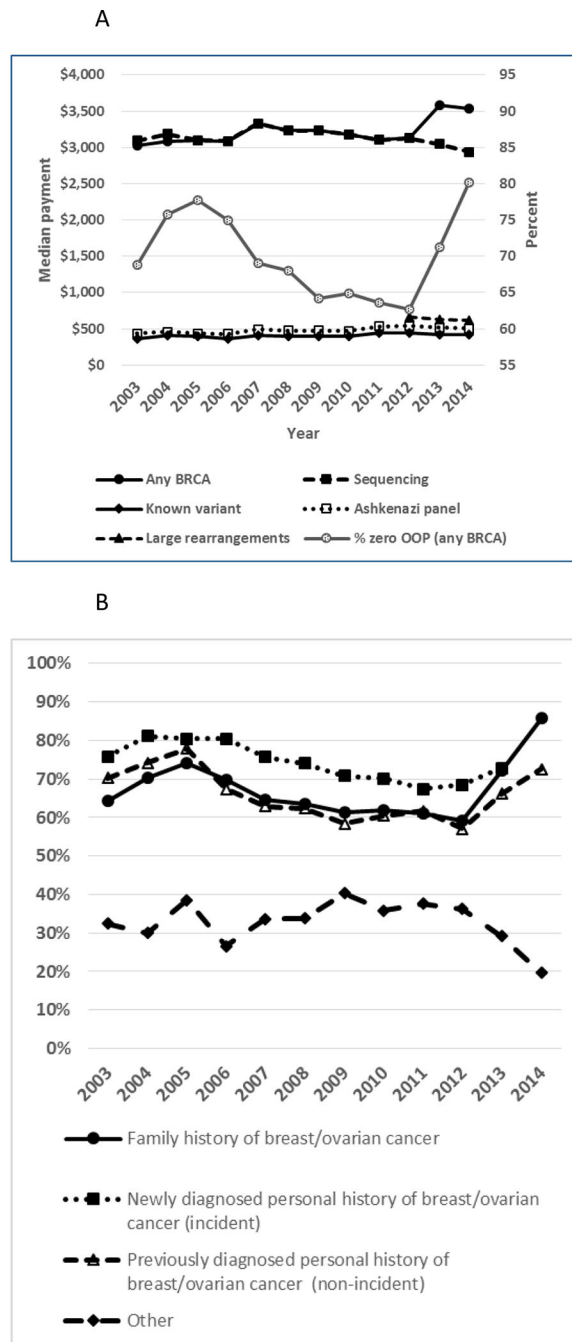 A
$4,000
$3,500
$3,000
$2,500
$2,000
$1,500
$1,000
$500
$0
Median payment
95
90
85
80
75
70
65
60
55
Percent
2003 2004 2005 2006 2007 2008 2009 2010 2011 2012 2013 2014
Year
Any BRCA Sequencing
Known variant Ashkenazi panel
Large rearrangements % zero OOP (any BRCA)
B
100%
90%
80%
70%
60%
50%
40%
30%
20%
10%
0%
2003 2004 2005 2006 2007 2008 2009 2010 2011 2012 2013 2014
Family history of breast/ovarian cancer
Newly diagnosed personal history of breast/ovarian
cancer (incident)
Previously diagnosed personal history of
breast/ovarian cancer (non-incident)
Other